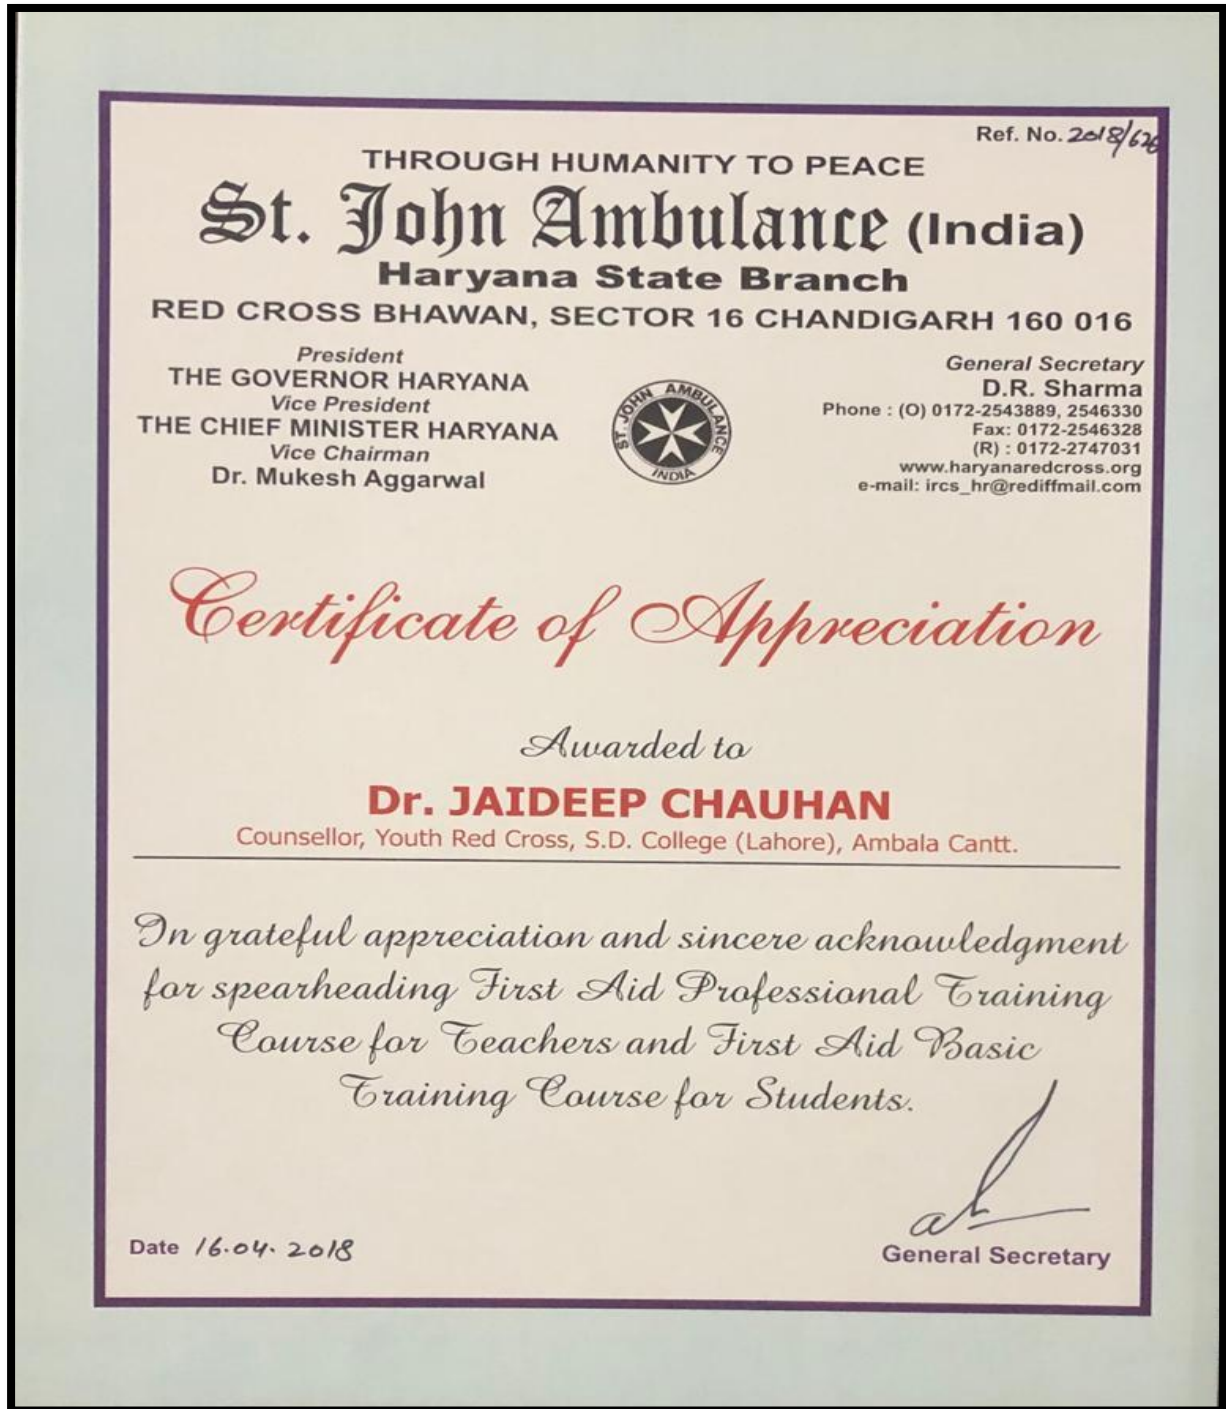 Ref. No. 2018/626
THROUGH HUMANITY TO PEACE
St. John Ambulance (India)
Haryana State Branch
RED CROSS BHAWAN, SECTOR 16 CHANDIGARH 160 016
President
THE GOVERNOR HARYANA
Vice President
THE CHIEF MINISTER HARYANA
Vice Chairman
Dr. Mukesh Aggarwal
ST. JOHN AMBULANCE
INDIA
General Secretary
D.R. Sharma
Phone : (O) 0172-2543889, 2546330
Fax: 0172-2546328
(R) : 0172-2747031
www.haryanaredcross.org
e-mail: ircs_hr@rediffmail.com
Certificate of Appreciation
Awarded to
Dr. JAIDEEP CHAUHAN
Counsellor, Youth Red Cross, S.D. College (Lahore), Ambala Cantt.
In grateful appreciation and sincere acknowledgment
for spearheading First Aid Professional Training
Course for Teachers and First Aid Basic
Training Course for Students.
Date 16.04.2018
General Secretary